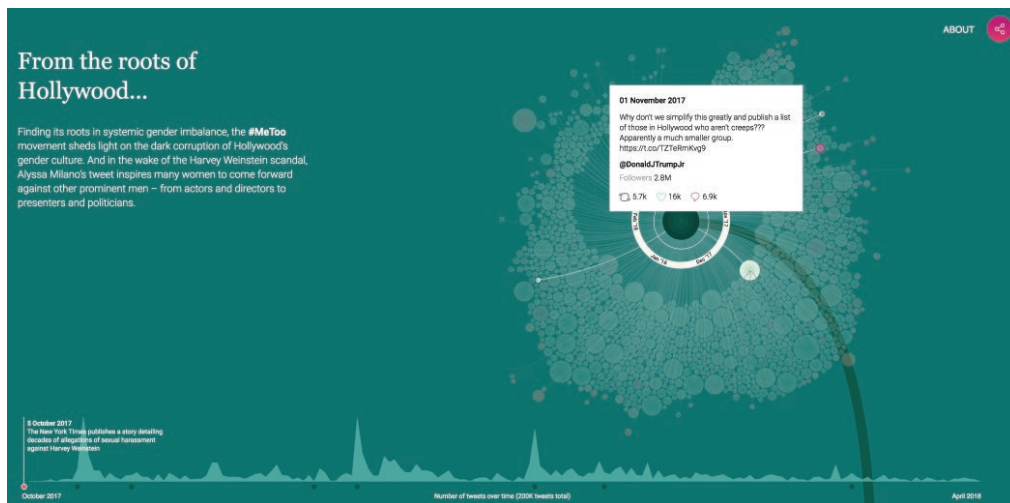 ABOUT
From the roots of
Hollywood...
Finding its roots in systemic gender imbalance, the #MeToo
movement sheds light on the dark corruption of Hollywood's
gender culture. And in the wake of the Harvey Weinstein scandal,
Alyssa Milano's tweet inspires many women to come forward
against other prominent men – from actors and directors to
presenters and politicians.
01 November 2017
Why don't we simplify this greatly and publish a list
of those in Hollywood who aren't creeps???
Apparently a much smaller group.
https://t.co/TZTeRmKvg9
@DonaldJTrumpJr
Followers 2.8M
5.7k 16k 6.9k
Feb '18
Jan '18
Dec '17
5 October 2017
The New York Times publishes a story detailing
decades of allegations of sexual harassment
against Harvey Weinstein
October 2017
Number of tweets over time (200K tweets total)
April 2018